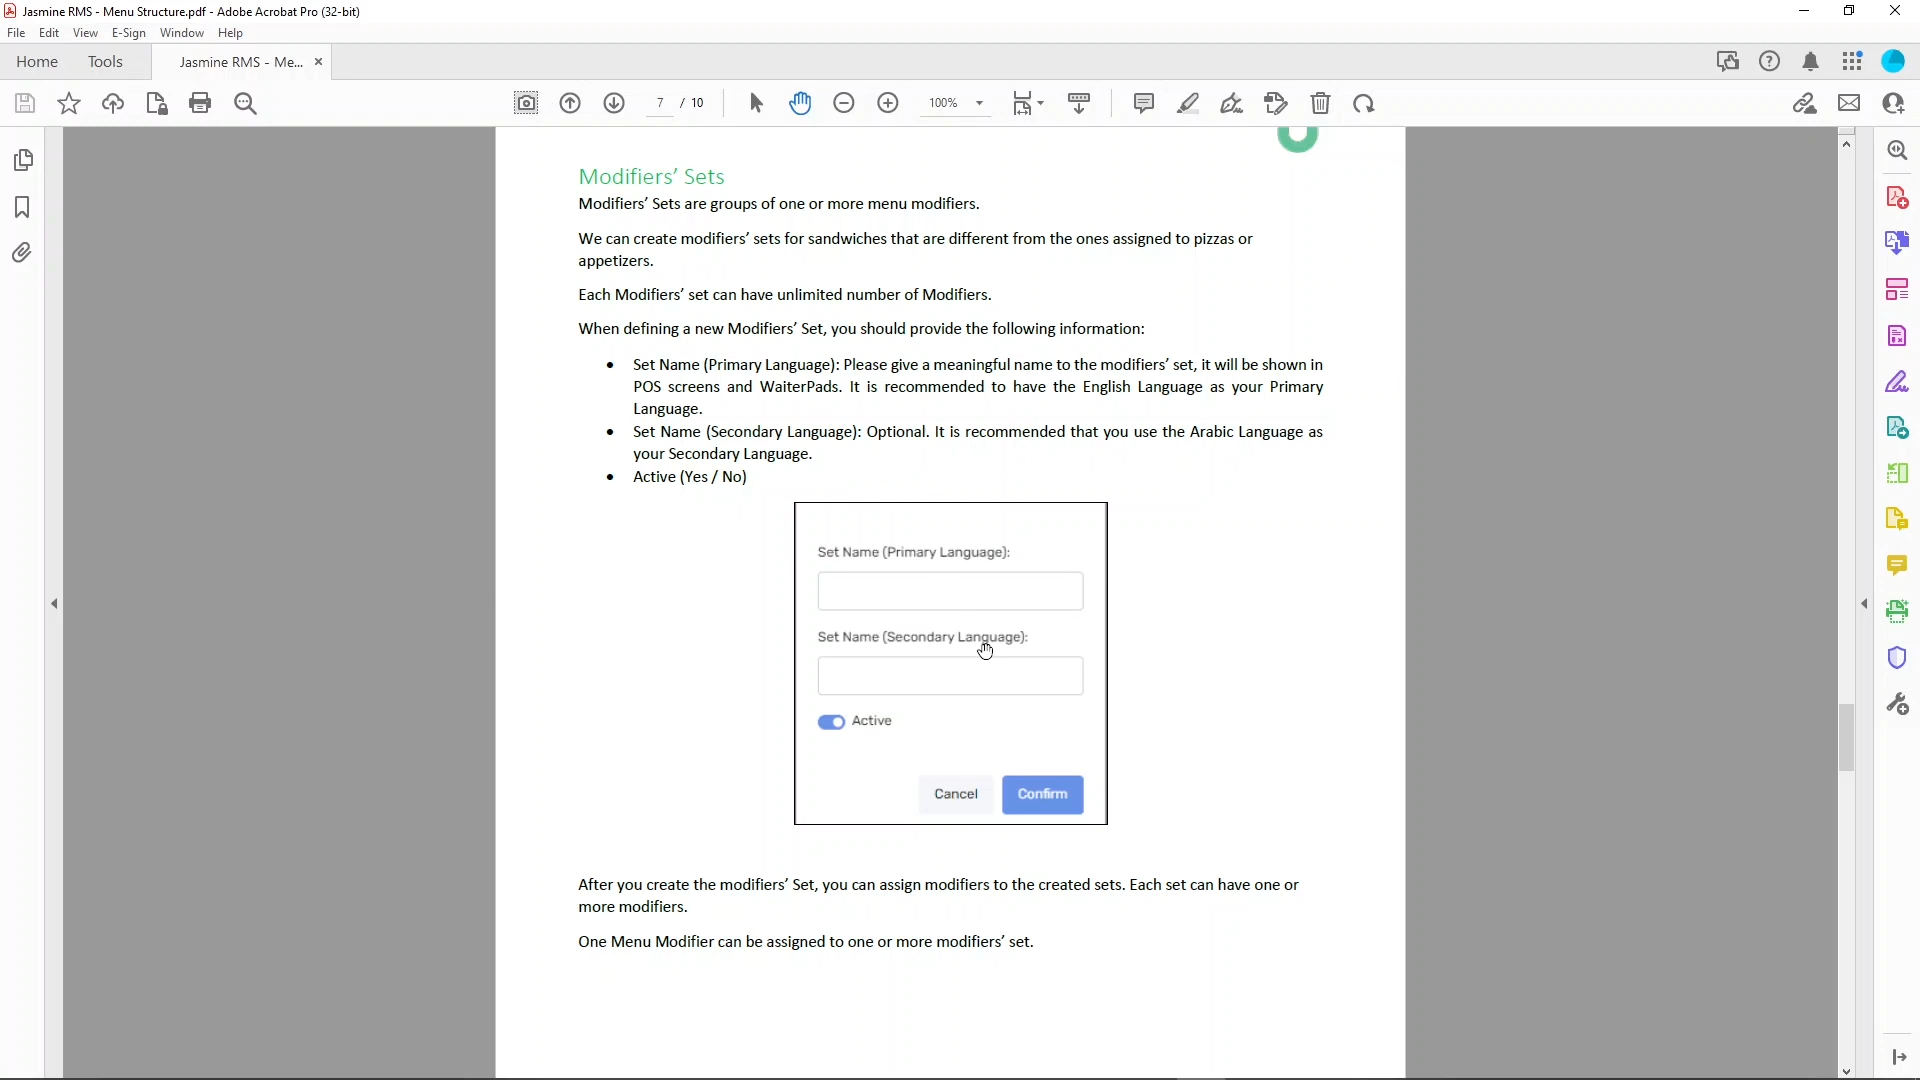 Jasmine RMS - Menu Structure.pdf - Adobe Acrobat Pro (32-bit)
File Edit View E-Sign Window Help
Home Tools Jasmine RMS - Me...
7 / 10 100%
Modifiers’ Sets
Modifiers’ Sets are groups of one or more menu modifiers.
We can create modifiers’ sets for sandwiches that are different from the ones assigned to pizzas or
appetizers.
Each Modifiers’ set can have unlimited number of Modifiers.
When defining a new Modifiers’ Set, you should provide the following information:
• Set Name (Primary Language): Please give a meaningful name to the modifiers’ set, it will be shown in
POS screens and WaiterPads. It is recommended to have the English Language as your Primary
Language.
• Set Name (Secondary Language): Optional. It is recommended that you use the Arabic Language as
your Secondary Language.
• Active (Yes / No)
Set Name (Primary Language):
Set Name (Secondary Language):
Active
Cancel Confirm
After you create the modifiers’ Set, you can assign modifiers to the created sets. Each set can have one or
more modifiers.
One Menu Modifier can be assigned to one or more modifiers’ set.